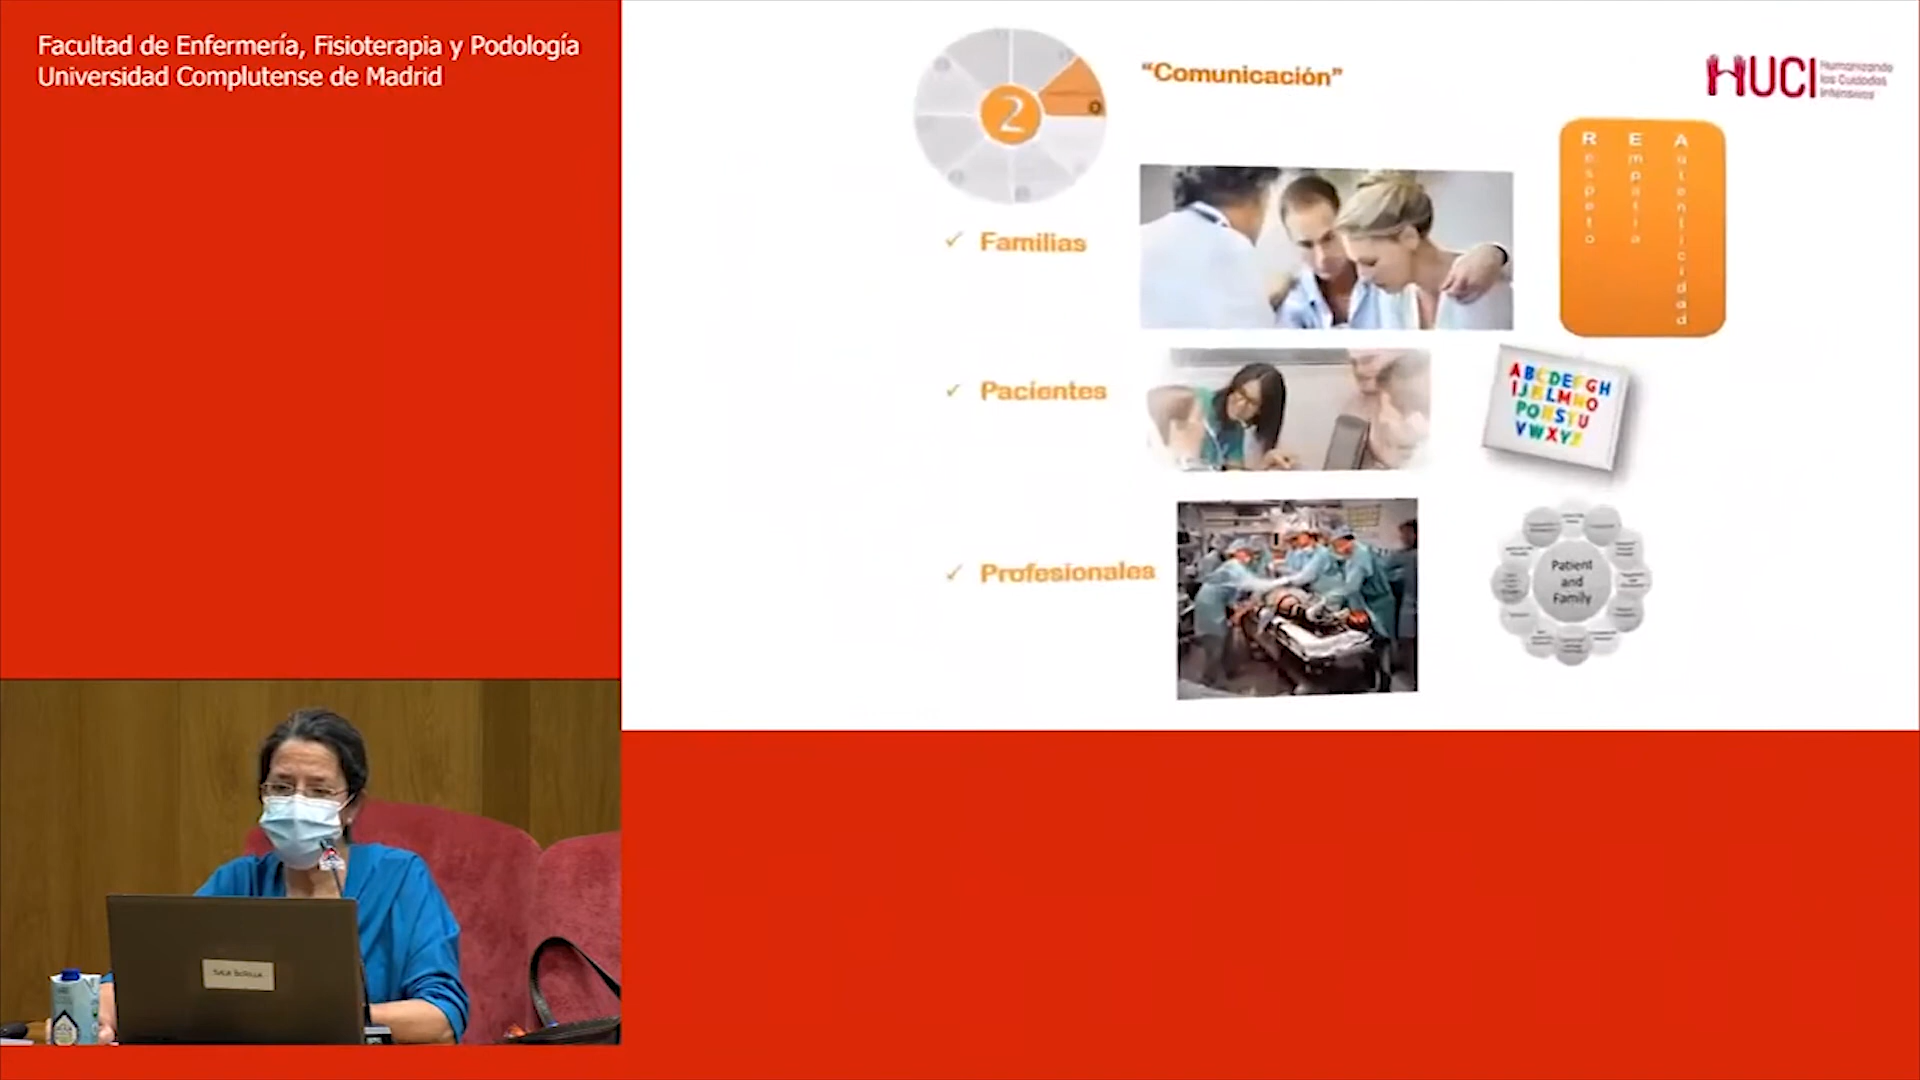 Facultad de Enfermería, Fisioterapia y Podología
Universidad Complutense de Madrid
2
“Comunicación”
HUCI
Humanizando
los Cuidados
Intensivos
Respeto
Empatía
Autenticidad
✓ Familias
✓ Pacientes
ABCDEFGH
IJKLMNO
PQRSTU
VWXYZ
✓ Profesionales
Patient
and
Family